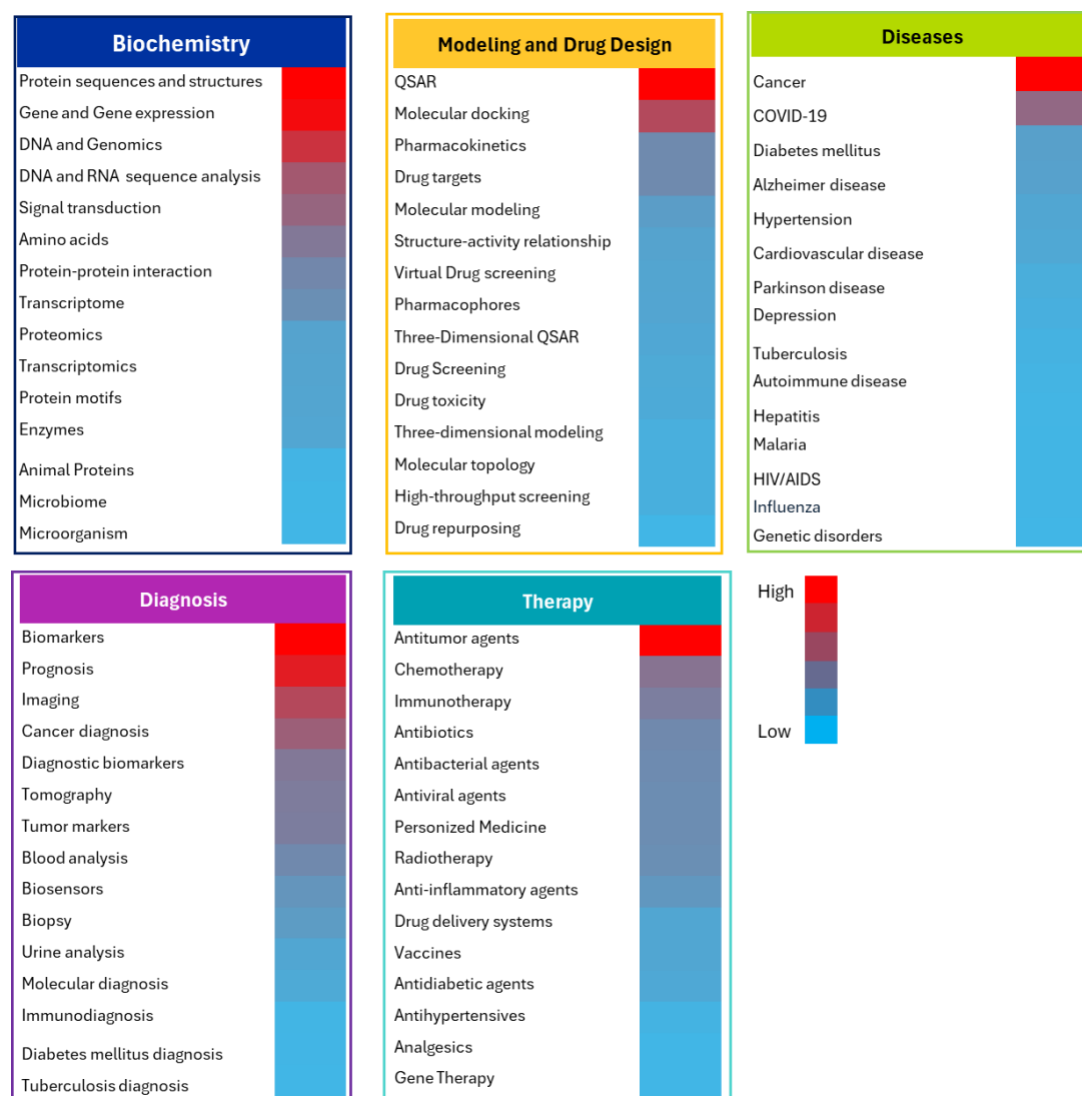 Biochemistry
Protein sequences and structures
Gene and Gene expression
DNA and Genomics
DNA and RNA sequence analysis
Signal transduction
Amino acids
Protein-protein interaction
Transcriptome
Proteomics
Transcriptomics
Protein motifs
Enzymes
Animal Proteins
Microbiome
Microorganism
Modeling and Drug Design
QSAR
Molecular docking
Pharmacokinetics
Drug targets
Molecular modeling
Structure-activity relationship
Virtual Drug screening
Pharmacophores
Three-Dimensional QSAR
Drug Screening
Drug toxicity
Three-dimensional modeling
Molecular topology
High-throughput screening
Drug repurposing
Diseases
Cancer
COVID-19
Diabetes mellitus
Alzheimer disease
Hypertension
Cardiovascular disease
Parkinson disease
Depression
Tuberculosis
Autoimmune disease
Hepatitis
Malaria
HIV/AIDS
Influenza
Genetic disorders
Diagnosis
Biomarkers
Prognosis
Imaging
Cancer diagnosis
Diagnostic biomarkers
Tomography
Tumor markers
Blood analysis
Biosensors
Biopsy
Urine analysis
Molecular diagnosis
Immunodiagnosis
Diabetes mellitus diagnosis
Tuberculosis diagnosis
Therapy
Antitumor agents
Chemotherapy
Immunotherapy
Antibiotics
Antibacterial agents
Antiviral agents
Personized Medicine
Radiotherapy
Anti-inflammatory agents
Drug delivery systems
Vaccines
Antidiabetic agents
Antihypertensives
Analgesics
Gene Therapy
High
Low